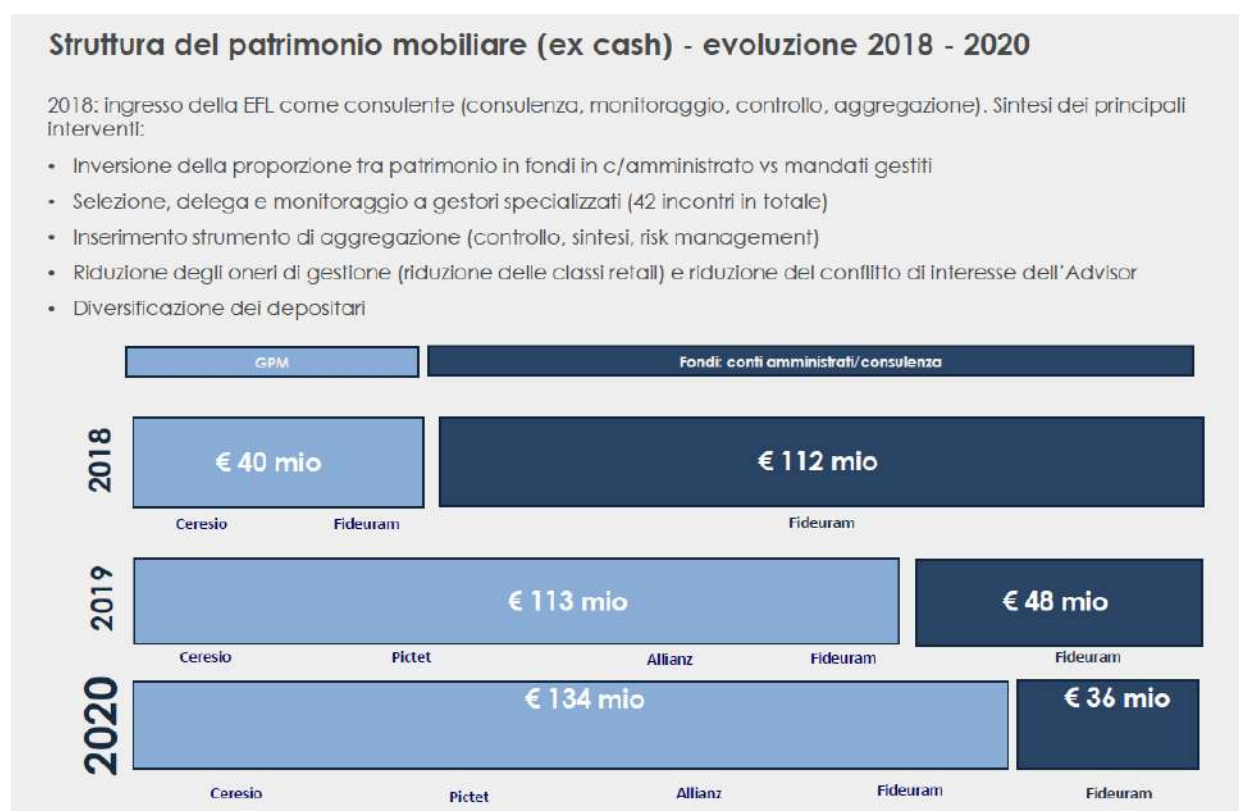 Struttura del patrimonio mobiliare (ex cash) - evoluzione 2018 - 2020
2018: ingresso della EFL come consulente (consulenza, monitoraggio, controllo, aggregazione). Sintesi dei principali
interventi:
• Inversione della proporzione tra patrimonio in fondi in c/amministrato vs mandati gestiti
• Selezione, delega e monitoraggio a gestori specializzati (42 incontri in totale)
• Inserimento strumento di aggregazione (controllo, sintesi, risk management)
• Riduzione degli oneri di gestione (riduzione delle classi retail) e riduzione del conflitto di interesse dell'Advisor
• Diversificazione dei depositari
GPM
Fondi: conti amministrati/consulenza
2018
€ 40 mio
€ 112 mio
Ceresio
Fideuram
Fideuram
2019
€ 113 mio
€ 48 mio
Ceresio
Pictet
Allianz
Fideuram
Fideuram
2020
€ 134 mio
€ 36 mio
Ceresio
Pictet
Allianz
Fideuram
Fideuram